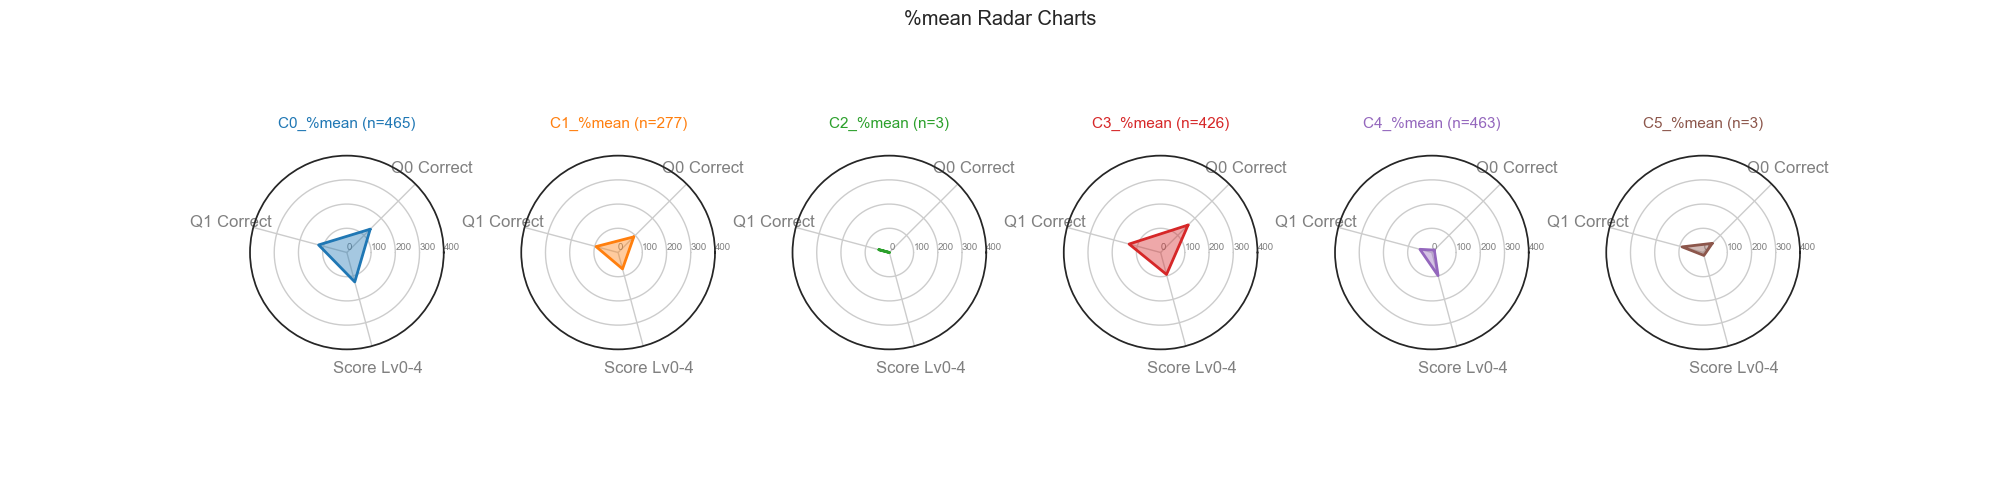 %mean Radar Charts
C0_%mean (n=465)
Q0 Correct
Q1 Correct
0 100 200 300 400
Score Lv0-4
C1_%mean (n=277)
Q0 Correct
Q1 Correct
0 100 200 300 400
Score Lv0-4
C2_%mean (n=3)
Q0 Correct
Q1 Correct
0 100 200 300 400
Score Lv0-4
C3_%mean (n=426)
Q0 Correct
Q1 Correct
0 100 200 300 400
Score Lv0-4
C4_%mean (n=463)
Q0 Correct
Q1 Correct
0 100 200 300 400
Score Lv0-4
C5_%mean (n=3)
Q0 Correct
Q1 Correct
0 100 200 300 400
Score Lv0-4